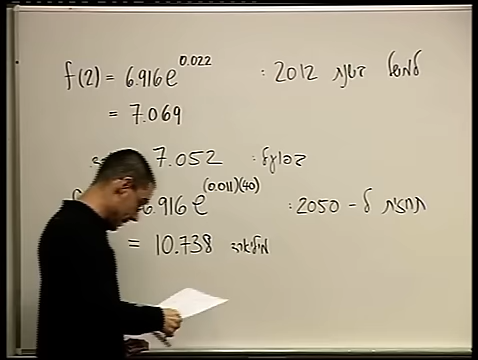 למשל בשנת 2012: f(2) = 6.916e^0.022
= 7.069
בפועל: 7.052
תחזית ל-2050: 6.916e^(0.011)(40)
= 10.738 מיליארד